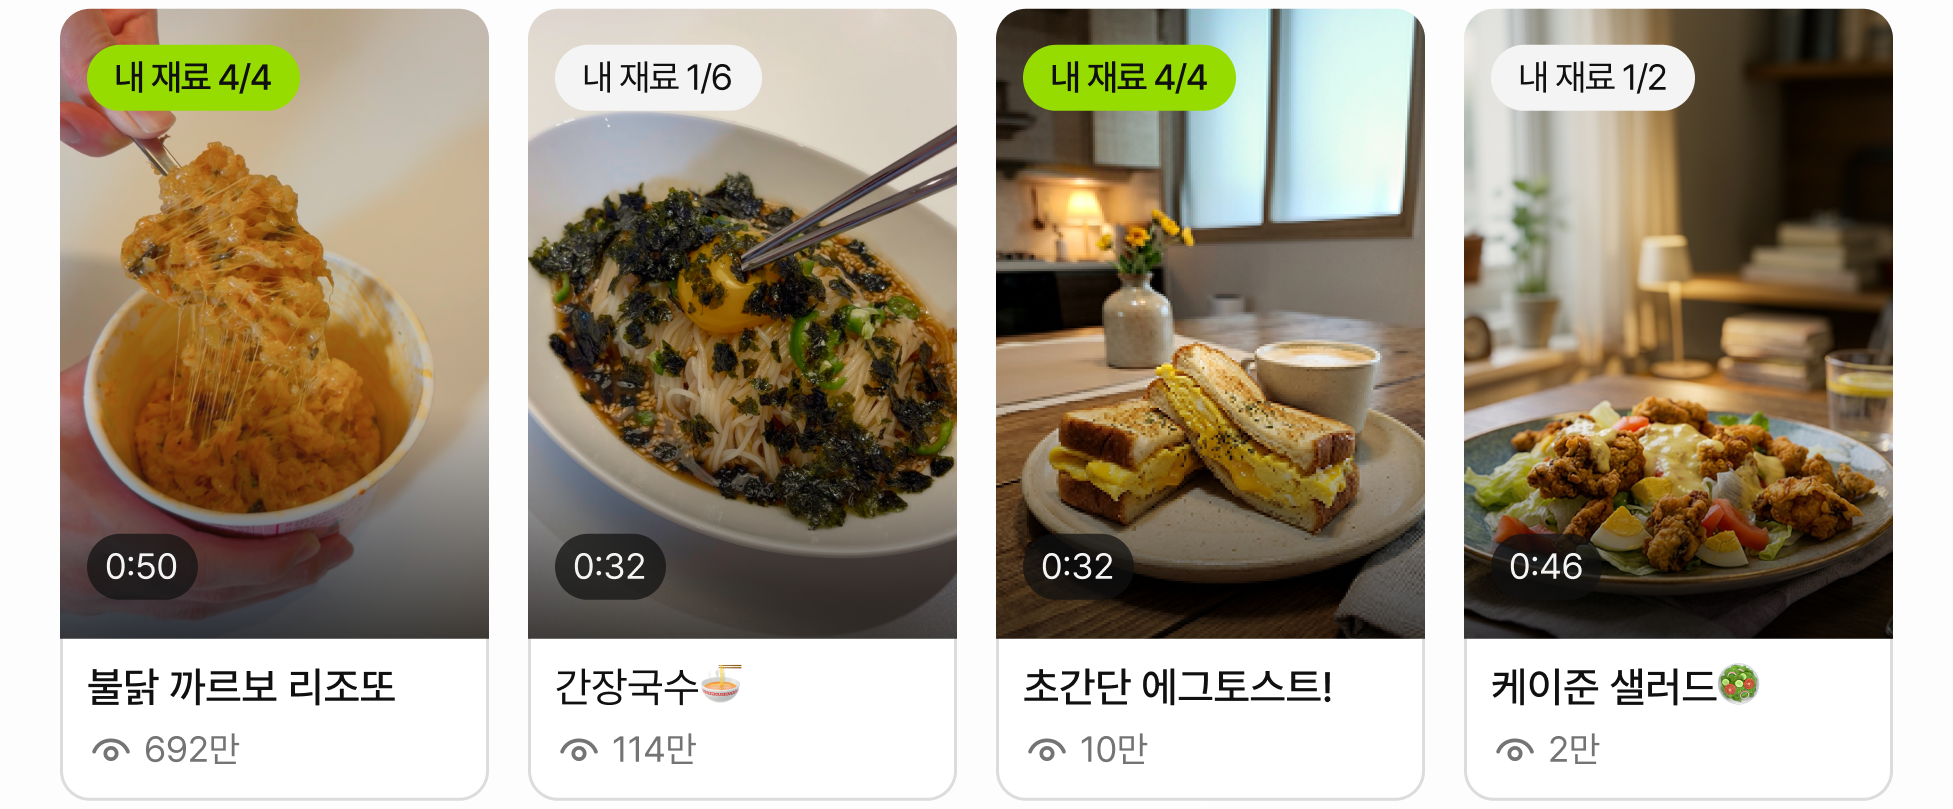 내 재료 4/4
0:50
불닭 까르보 리조또
692만
내 재료 1/6
0:32
간장국수🍜
114만
내 재료 4/4
0:32
초간단 에그토스트!
10만
내 재료 1/2
0:46
케이준 샐러드🥗
2만